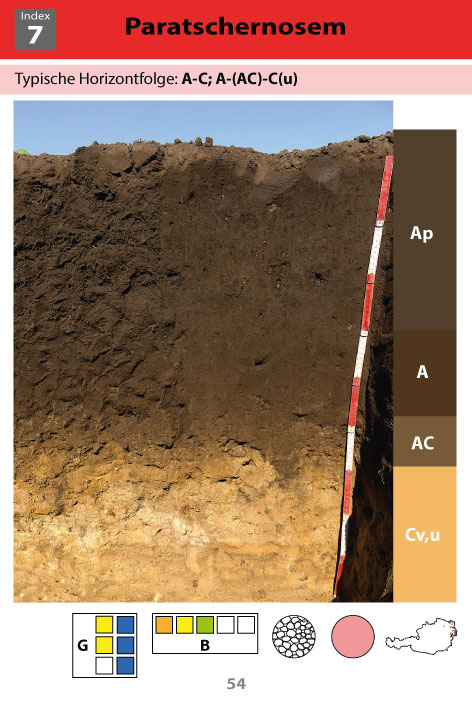 Index
7
Paratschernosem
Typische Horizontfolge: A-C; A-(AC)-C(u)
Ap
A
AC
Cv,u
G
B
54